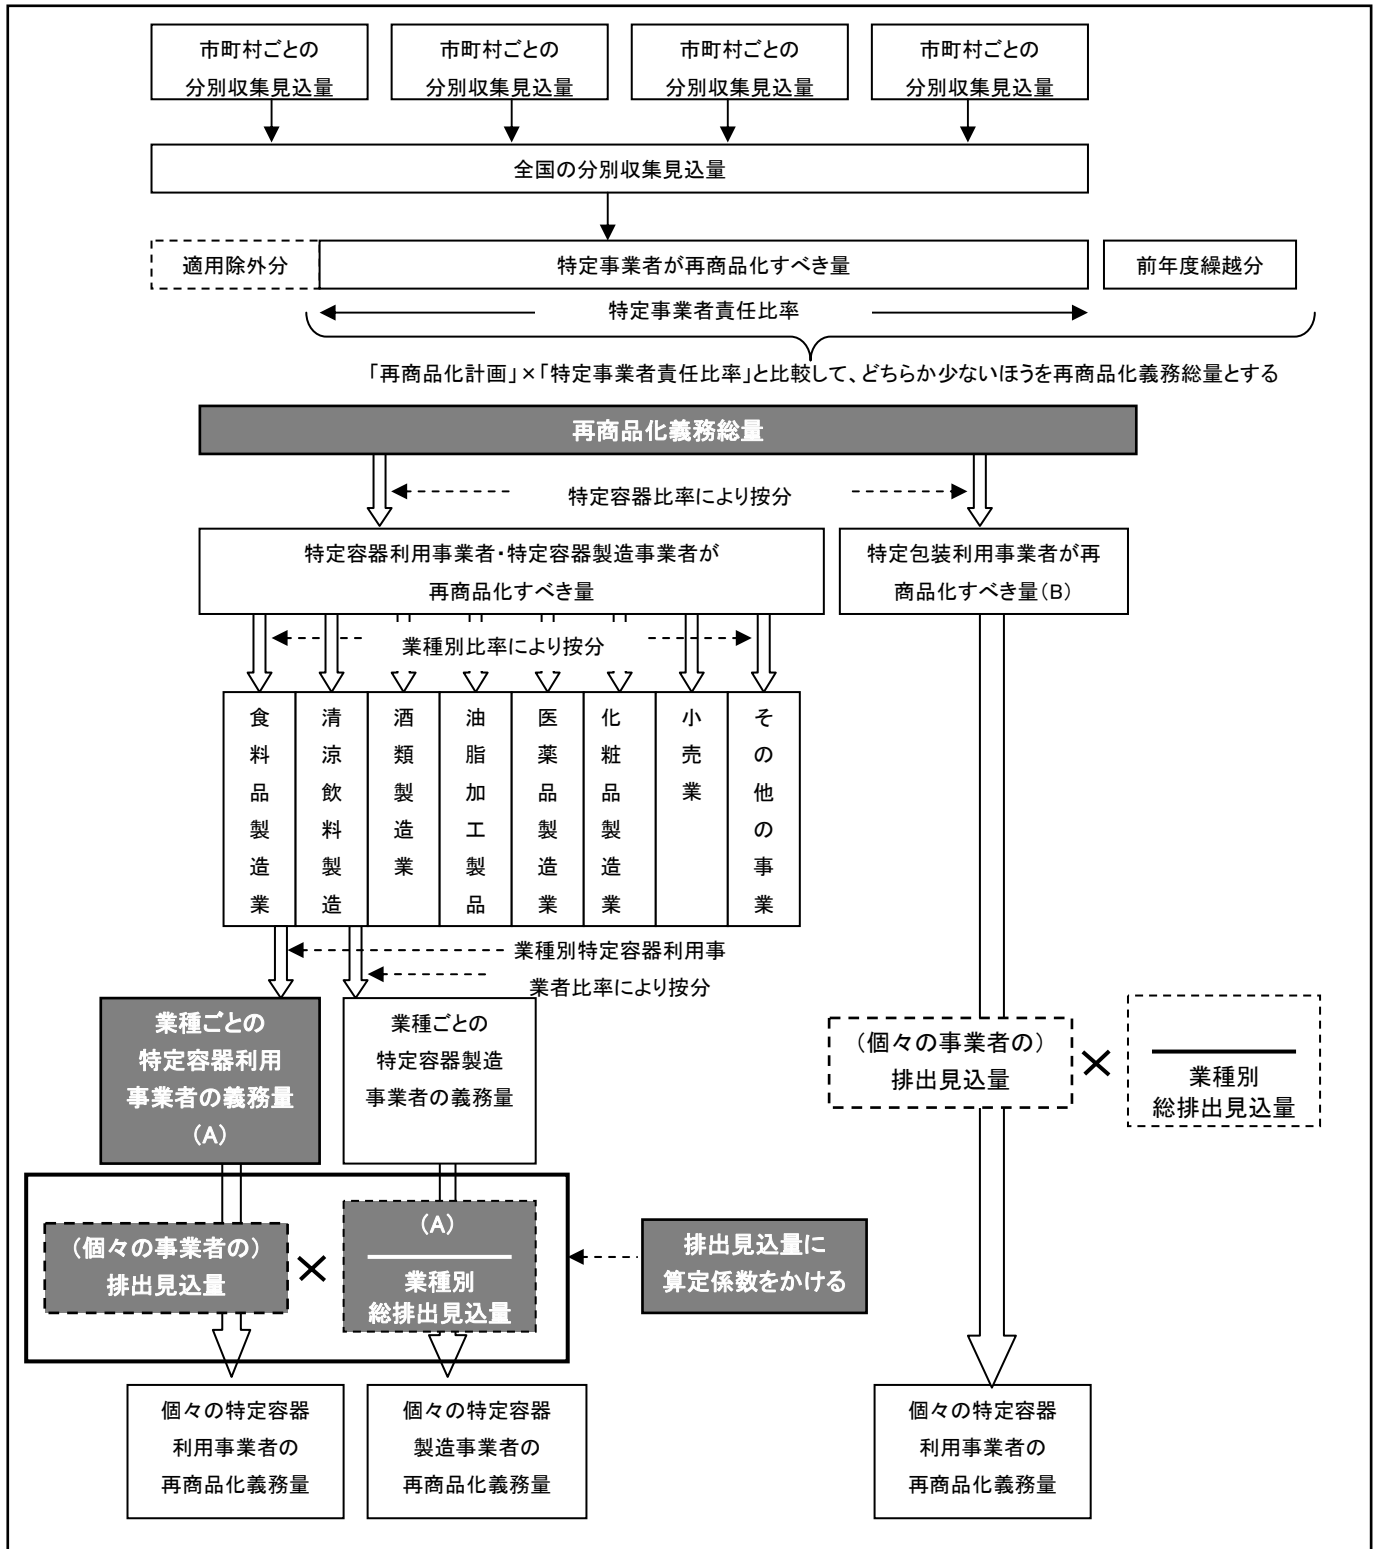 市町村ごとの
分別収集見込量
市町村ごとの
分別収集見込量
市町村ごとの
分別収集見込量
市町村ごとの
分別収集見込量
全国の分別収集見込量
適用除外分
特定事業者が再商品化すべき量
前年度繰越分
特定事業者責任比率
「再商品化計画」×「特定事業者責任比率」と比較して、どちらか少ないほうを再商品化義務総量とする
再商品化義務総量
特定容器比率により按分
特定容器利用事業者・特定容器製造事業者が
再商品化すべき量
特定包装利用事業者が再
商品化すべき量(B)
業種別比率により按分
食料品製造業
清涼飲料製造
酒類製造業
油脂加工製品
医薬品製造業
化粧品製造業
小売業
その他の事業
業種別特定容器利用事
業者比率により按分
業種ごとの
特定容器利用
事業者の義務量
(A)
業種ごとの
特定容器製造
事業者の義務量
(個々の事業者の)
排出見込量
×
業種別
総排出見込量
(個々の事業者の)
排出見込量
×
(A)
業種別
総排出見込量
排出見込量に
算定係数をかける
個々の特定容器
利用事業者の
再商品化義務量
個々の特定容器
製造事業者の
再商品化義務量
個々の特定容器
利用事業者の
再商品化義務量